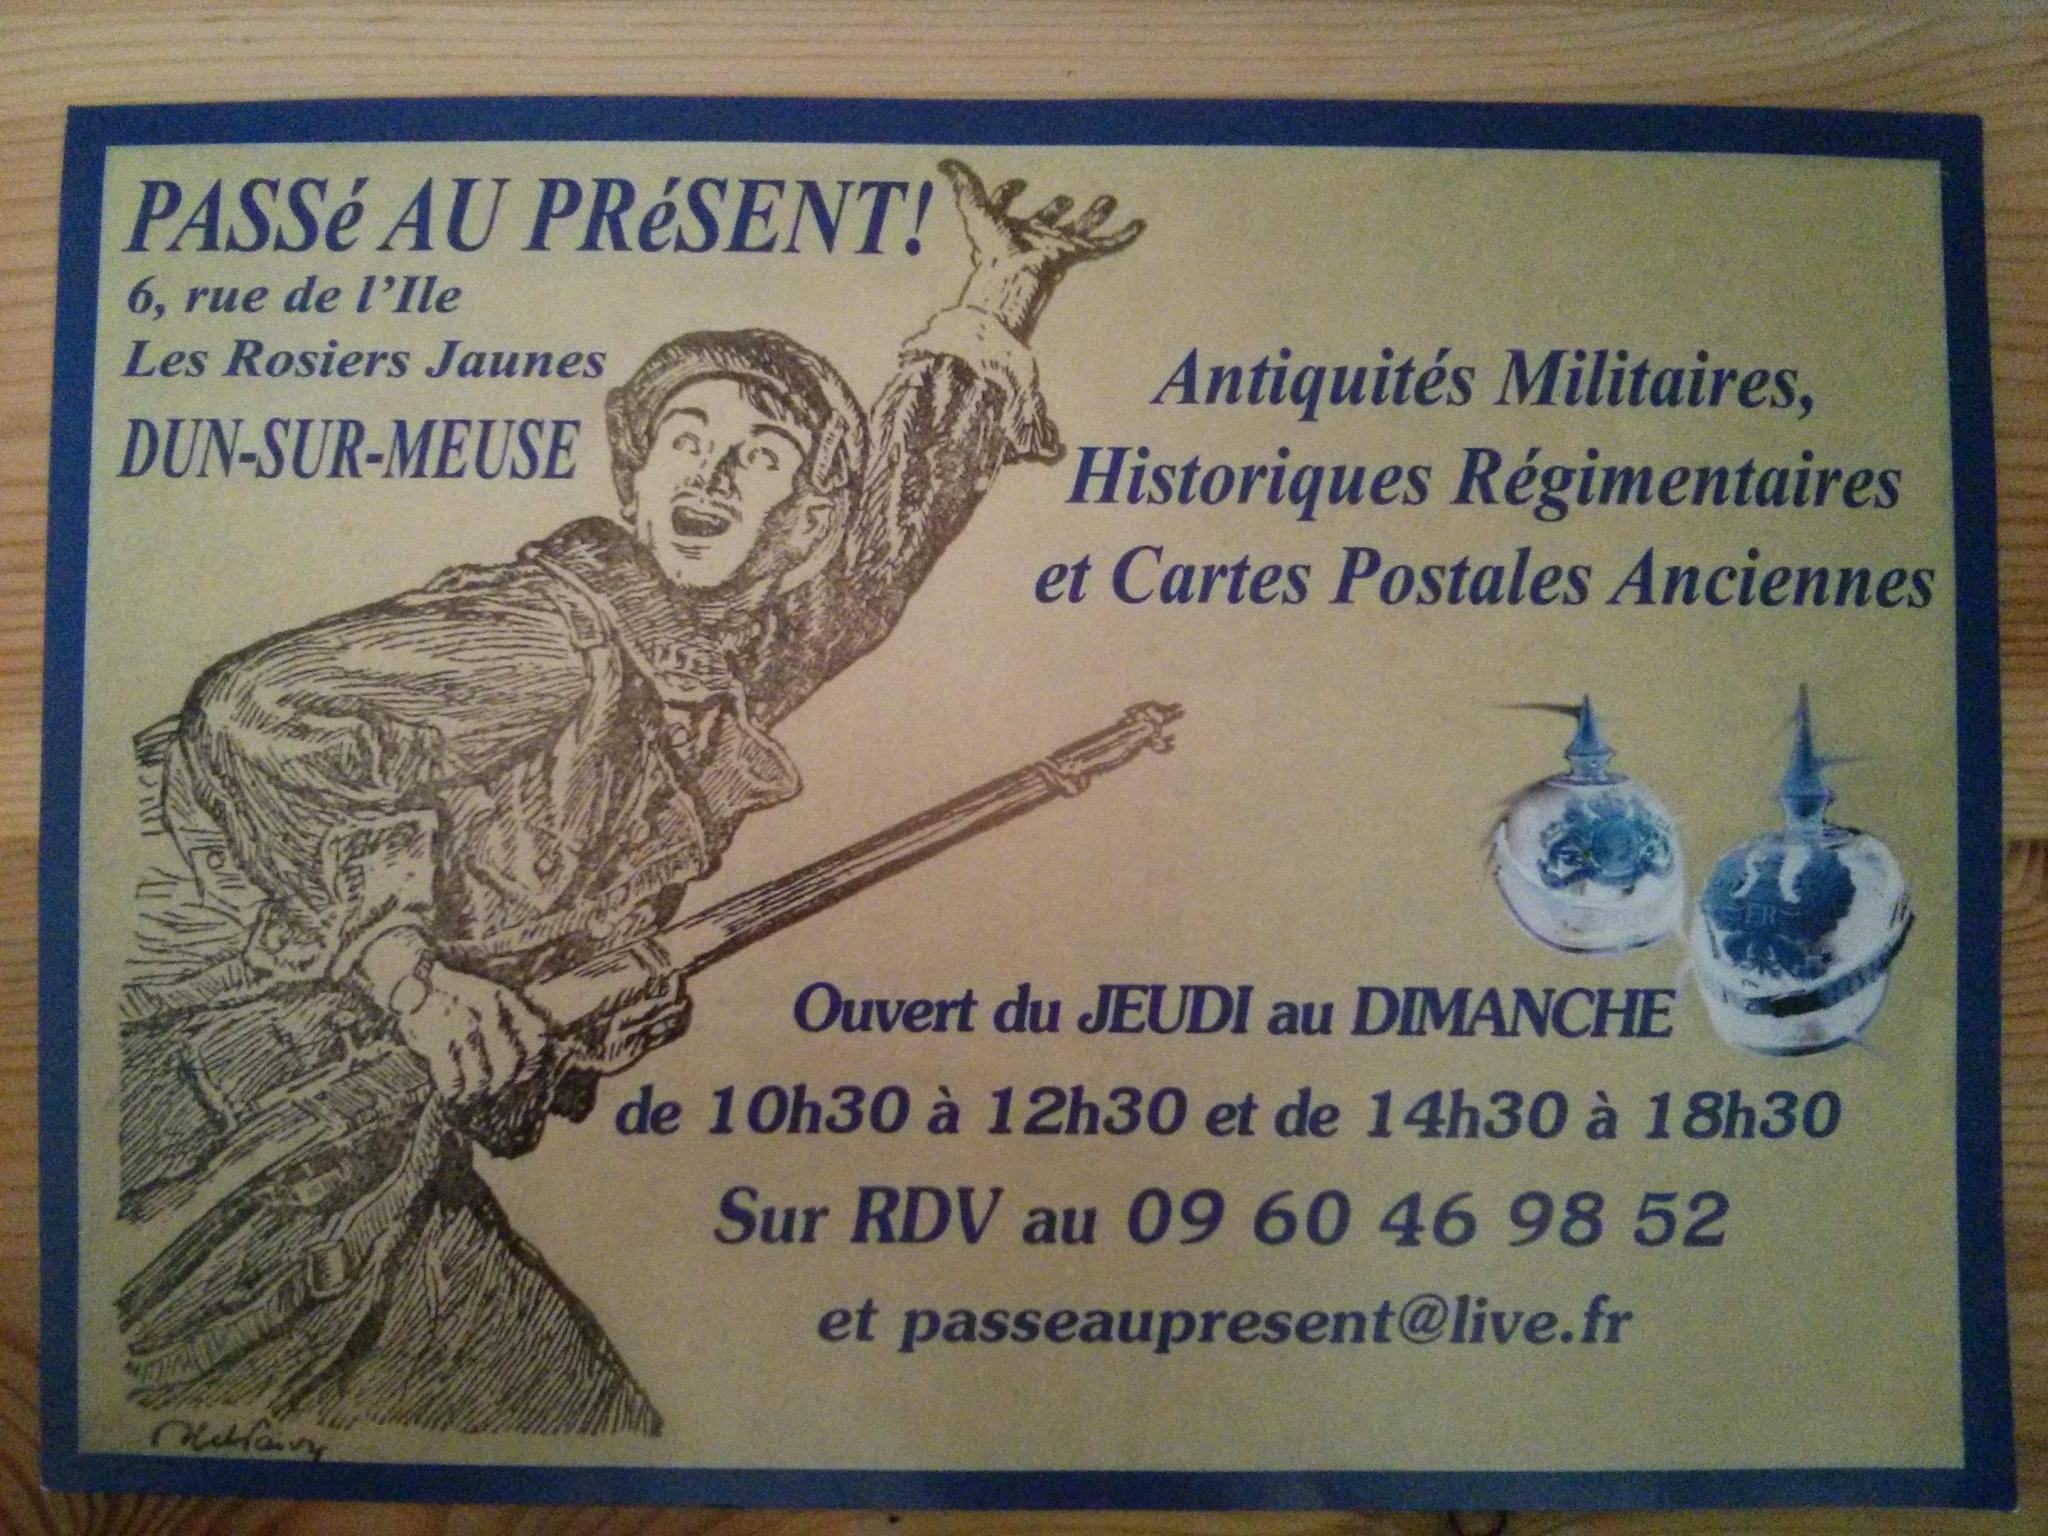 PASSé AU PRéSENT!
6, rue de l'Ile
Les Rosiers Jaunes
DUN-SUR-MEUSE
Antiquités Militaires,
Historiques Régimentaires
et Cartes Postales Anciennes
Ouvert du JEUDI au DIMANCHE
de 10h30 à 12h30 et de 14h30 à 18h30
Sur RDV au 09 60 46 98 52
et passeaupresent@live.fr